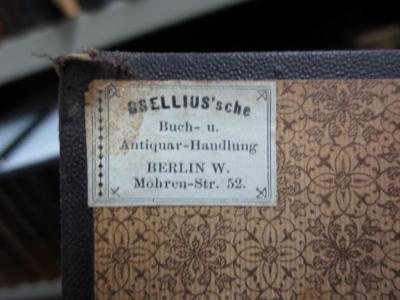 GSELLIUS'sche
Buch- u.
Antiquar-Handlung
BERLIN W.
Mohren-Str. 52.